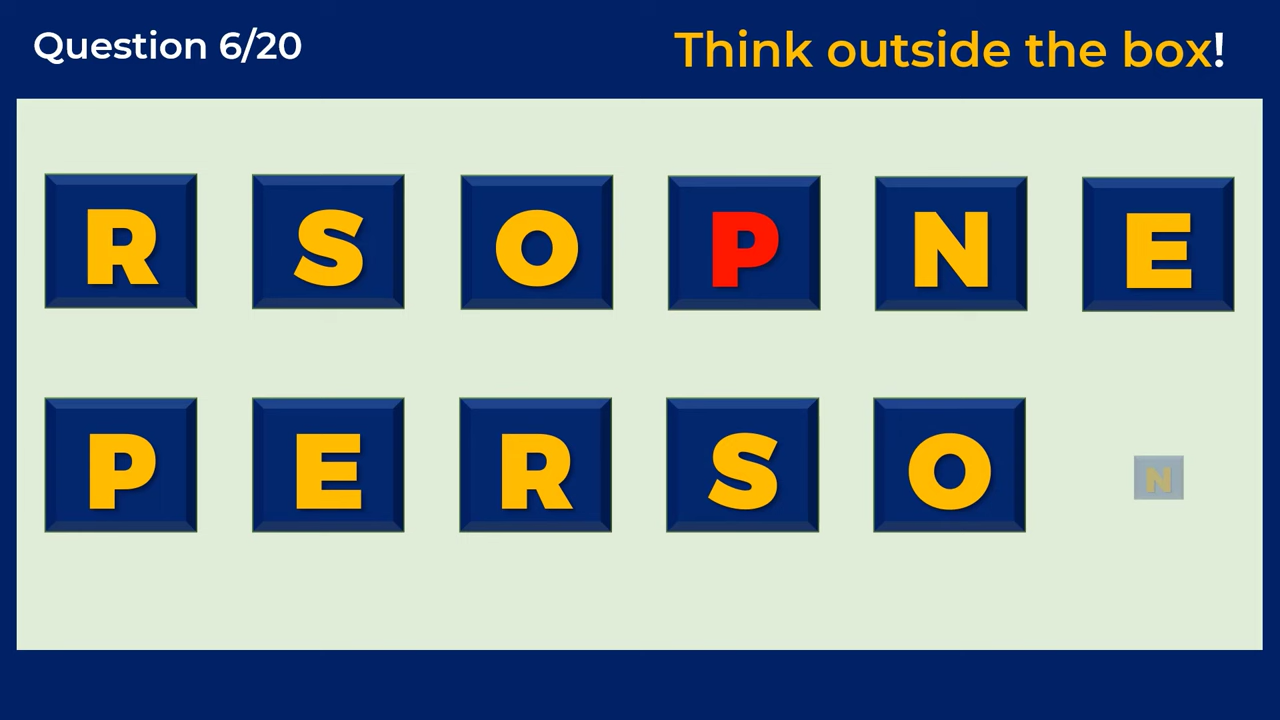 Question 6/20
Think outside the box!
R S O P N E
P E R S O N